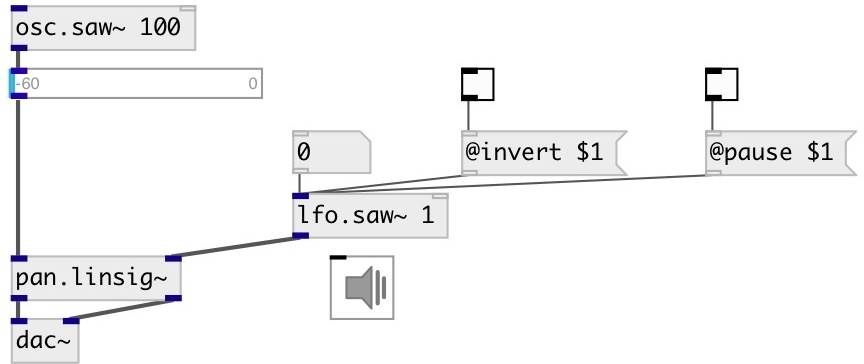 osc.saw~ 100
-60 0
0
@invert $1
@pause $1
lfo.saw~ 1
pan.linsig~
dac~